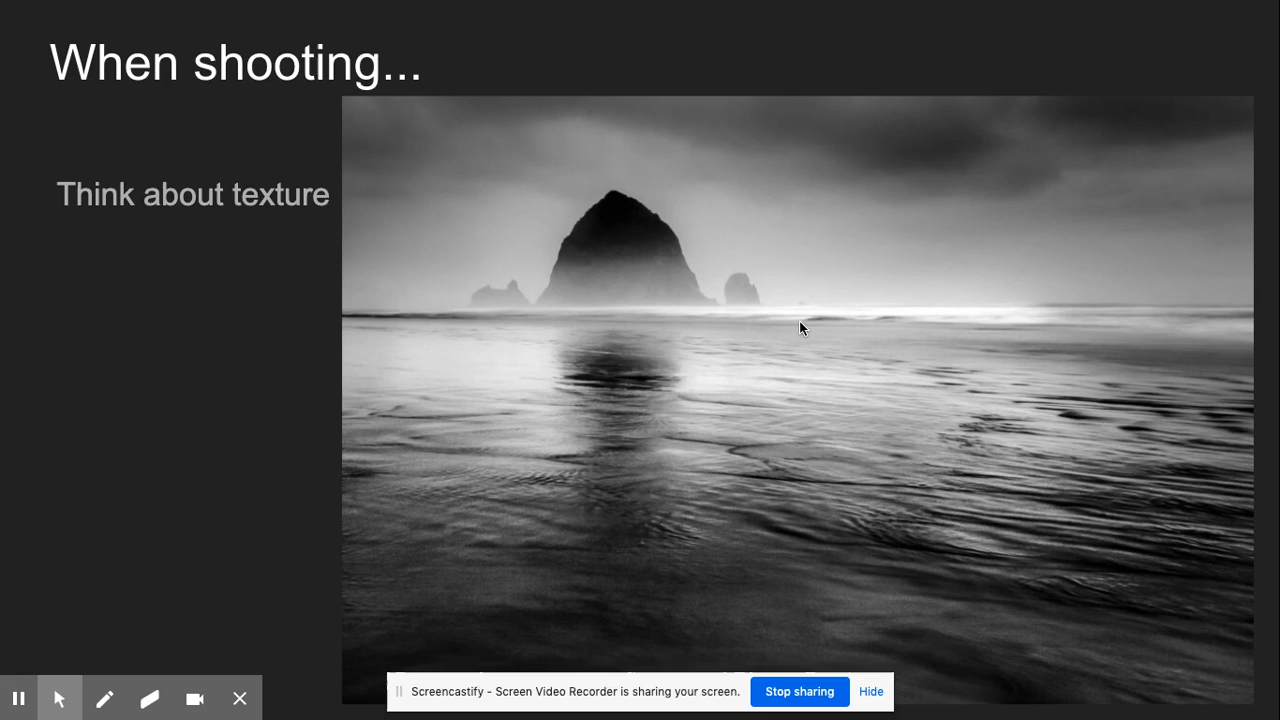 When shooting...
Think about texture
Screencastify - Screen Video Recorder is sharing your screen.
Stop sharing
Hide